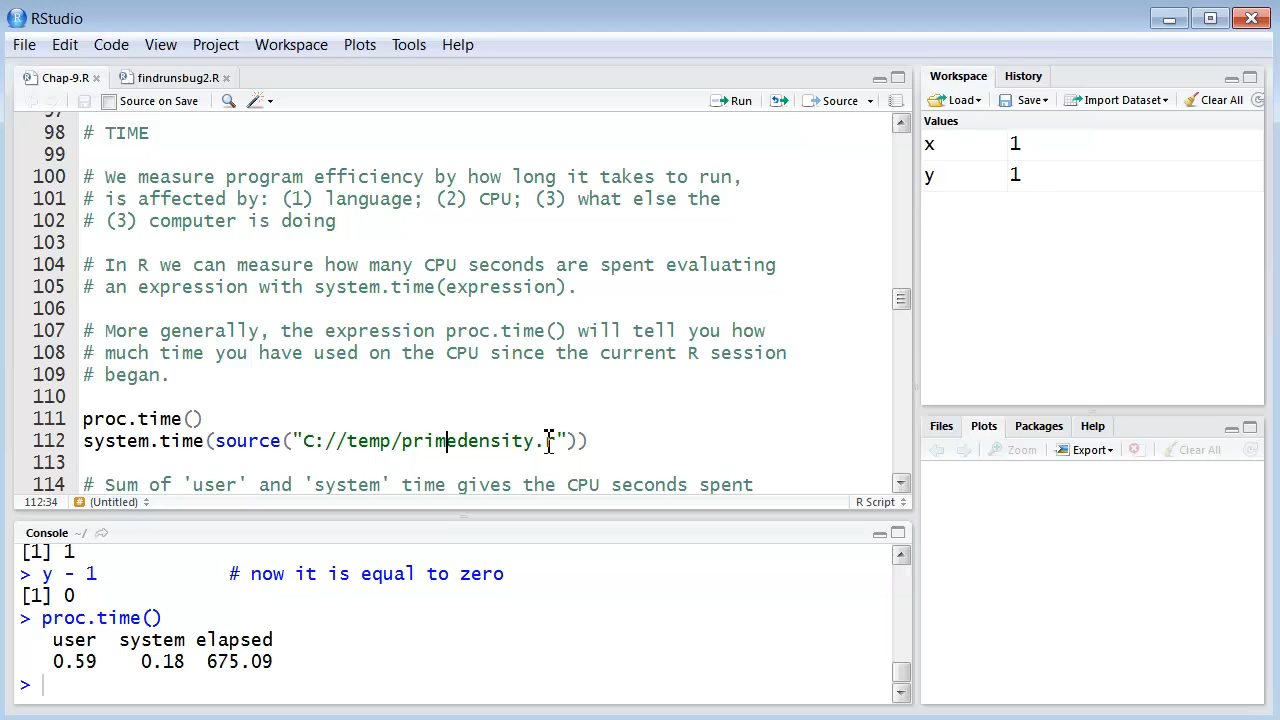 RStudio
File Edit Code View Project Workspace Plots Tools Help
Chap-9.R findrunsbug2.R
Source on Save Run Source
98 # TIME
99
100 # We measure program efficiency by how long it takes to run,
101 # is affected by: (1) language; (2) CPU; (3) what else the
102 # (3) computer is doing
103
104 # In R we can measure how many CPU seconds are spent evaluating
105 # an expression with system.time(expression).
106
107 # More generally, the expression proc.time() will tell you how
108 # much time you have used on the CPU since the current R session
109 # began.
110
111 proc.time()
112 system.time(source("C://temp/primedensity.r"))
113
114 # Sum of 'user' and 'system' time gives the CPU seconds spent
112:34 (Untitled) R Script
Console ~/
[1] 1
> y - 1 # now it is equal to zero
[1] 0
> proc.time()
user system elapsed
0.59 0.18 675.09
>
Workspace History
Load Save Import Dataset Clear All
Values
x 1
y 1
Files Plots Packages Help
Zoom Export Clear All